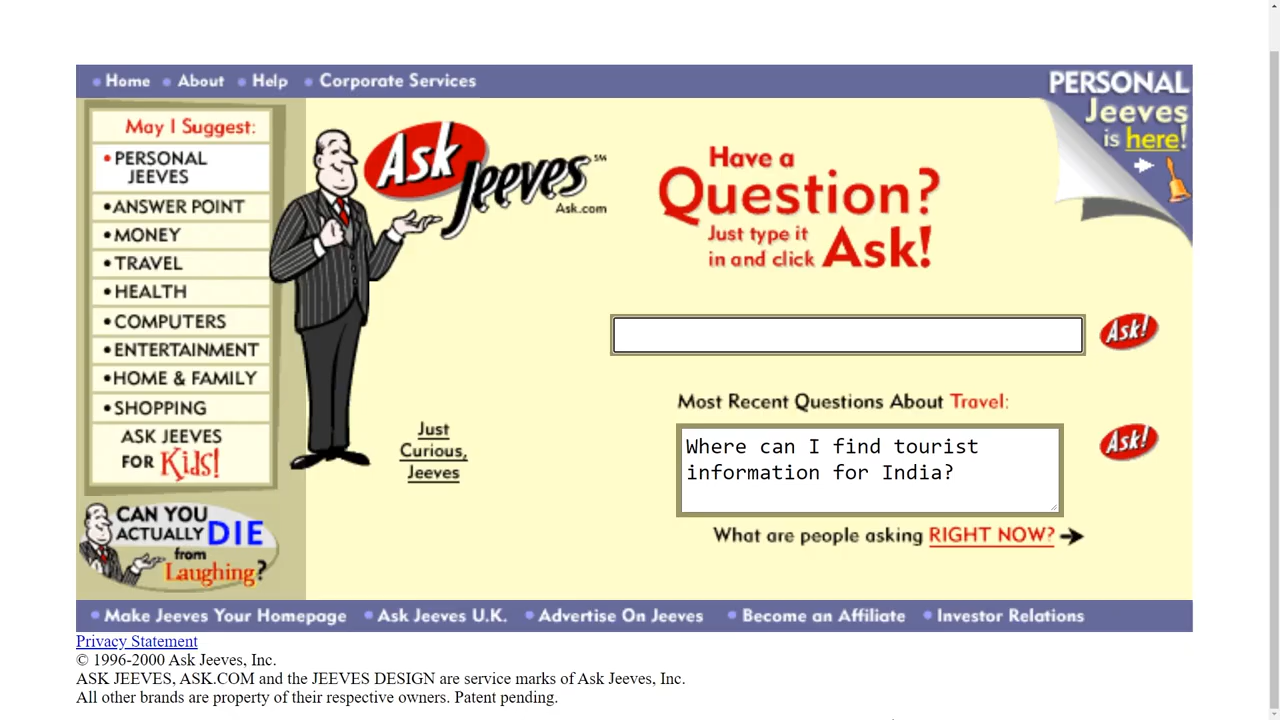 Home About Help Corporate Services
PERSONAL
Jeeves
is here!
May I Suggest:
PERSONAL
JEEVES
ANSWER POINT
MONEY
TRAVEL
HEALTH
COMPUTERS
ENTERTAINMENT
HOME & FAMILY
SHOPPING
ASK JEEVES
FOR Kids!
CAN YOU
ACTUALLY DIE
from
Laughing?
Ask Jeeves SM
Ask.com
Just
Curious,
Jeeves
Have a
Question?
Just type it
in and click Ask!
Ask!
Most Recent Questions About Travel:
Where can I find tourist
information for India?
Ask!
What are people asking RIGHT NOW?
Make Jeeves Your Homepage Ask Jeeves U.K. Advertise On Jeeves Become an Affiliate Investor Relations
Privacy Statement
© 1996-2000 Ask Jeeves, Inc.
ASK JEEVES, ASK.COM and the JEEVES DESIGN are service marks of Ask Jeeves, Inc.
All other brands are property of their respective owners. Patent pending.